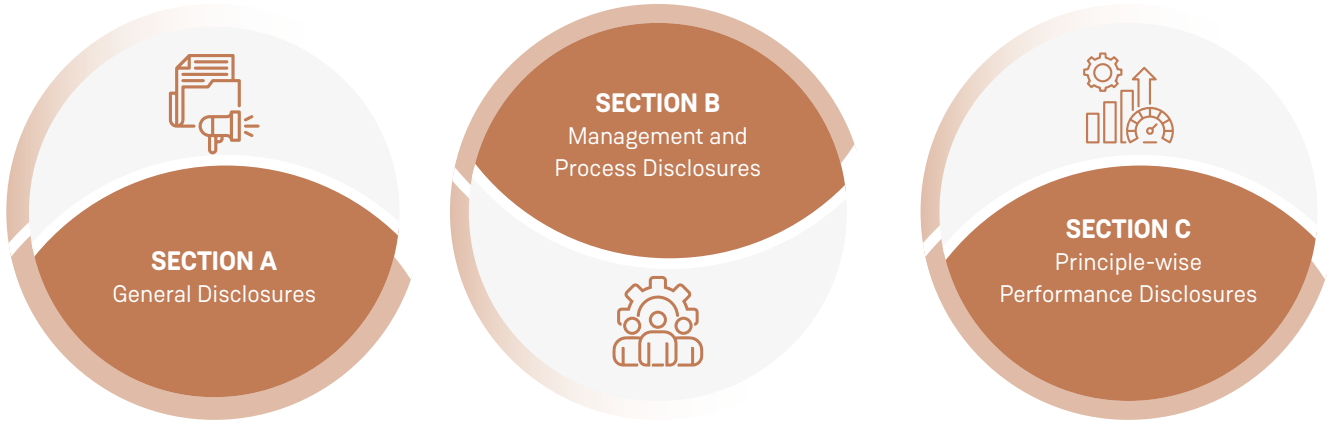 SECTION A
General Disclosures
SECTION B
Management and
Process Disclosures
SECTION C
Principle-wise
Performance Disclosures